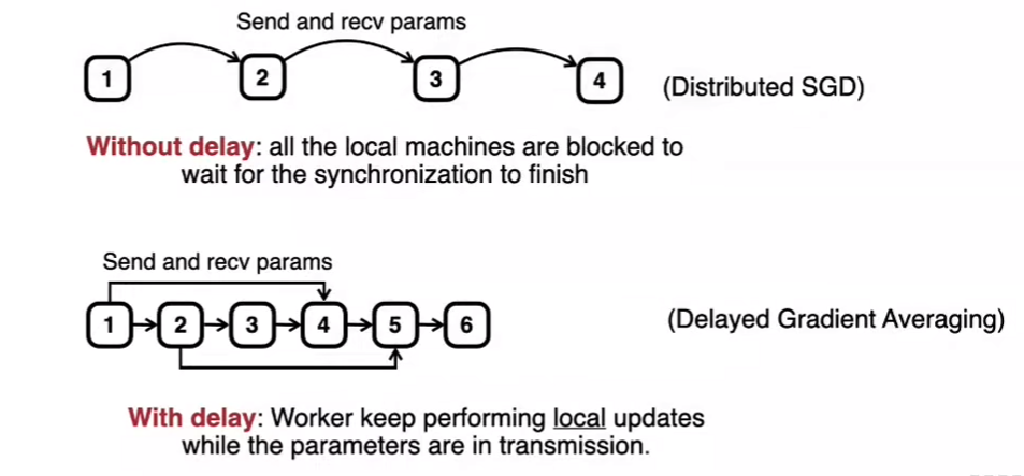 Send and recv params
1 2 3 4 (Distributed SGD)
Without delay: all the local machines are blocked to
wait for the synchronization to finish
Send and recv params
1 2 3 4 5 6 (Delayed Gradient Averaging)
With delay: Worker keep performing local updates
while the parameters are in transmission.